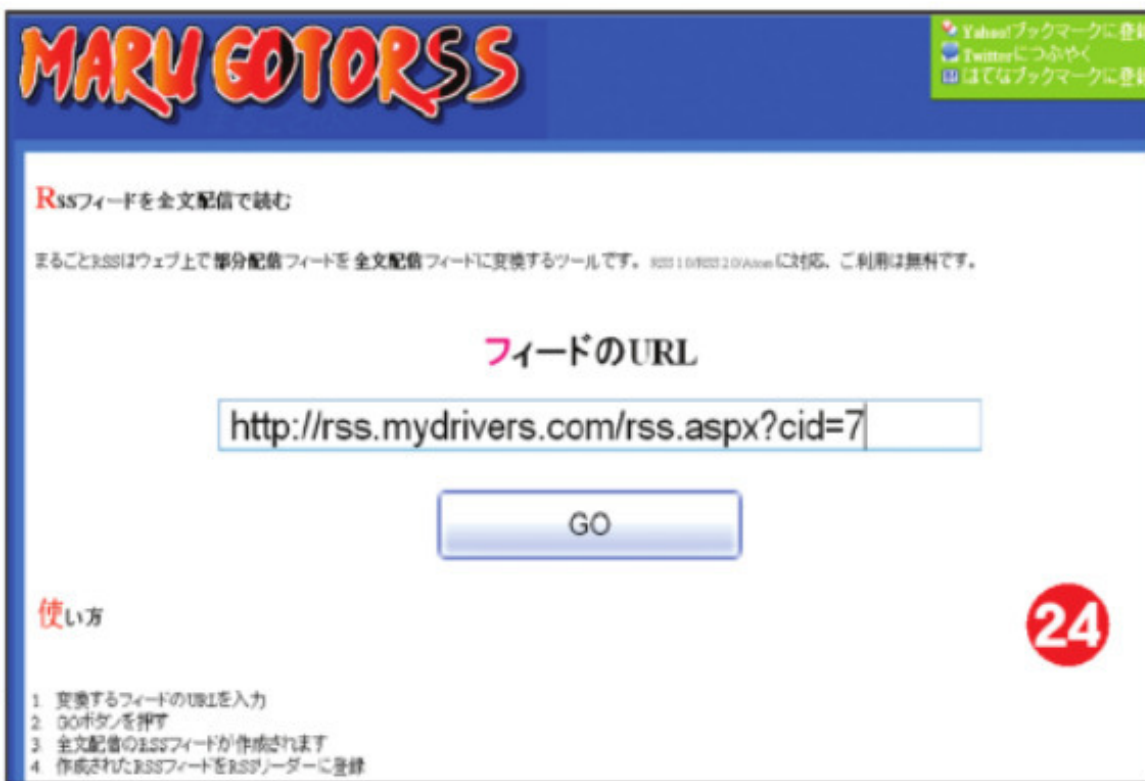 MARU GOTORSS
Yahoo!ブックマークに登録
Twitterにつぶやく
はてなブックマークに登録
RSSフィードを全文配信で読む
まるごとRSSはウェブ上で部分配信フィードを全文配信フィードに変換するツールです。RSS1.0/RSS2.0/Atomに対応、ご利用は無料です。
フィードのURL
http://rss.mydrivers.com/rss.aspx?cid=7
GO
使い方
24
1. 変換するフィードのURLを入力
2. GOボタンを押す
3. 全文配信のRSSフィードが作成されます
4. 作成されたRSSフィードをRSSリーダーに登録